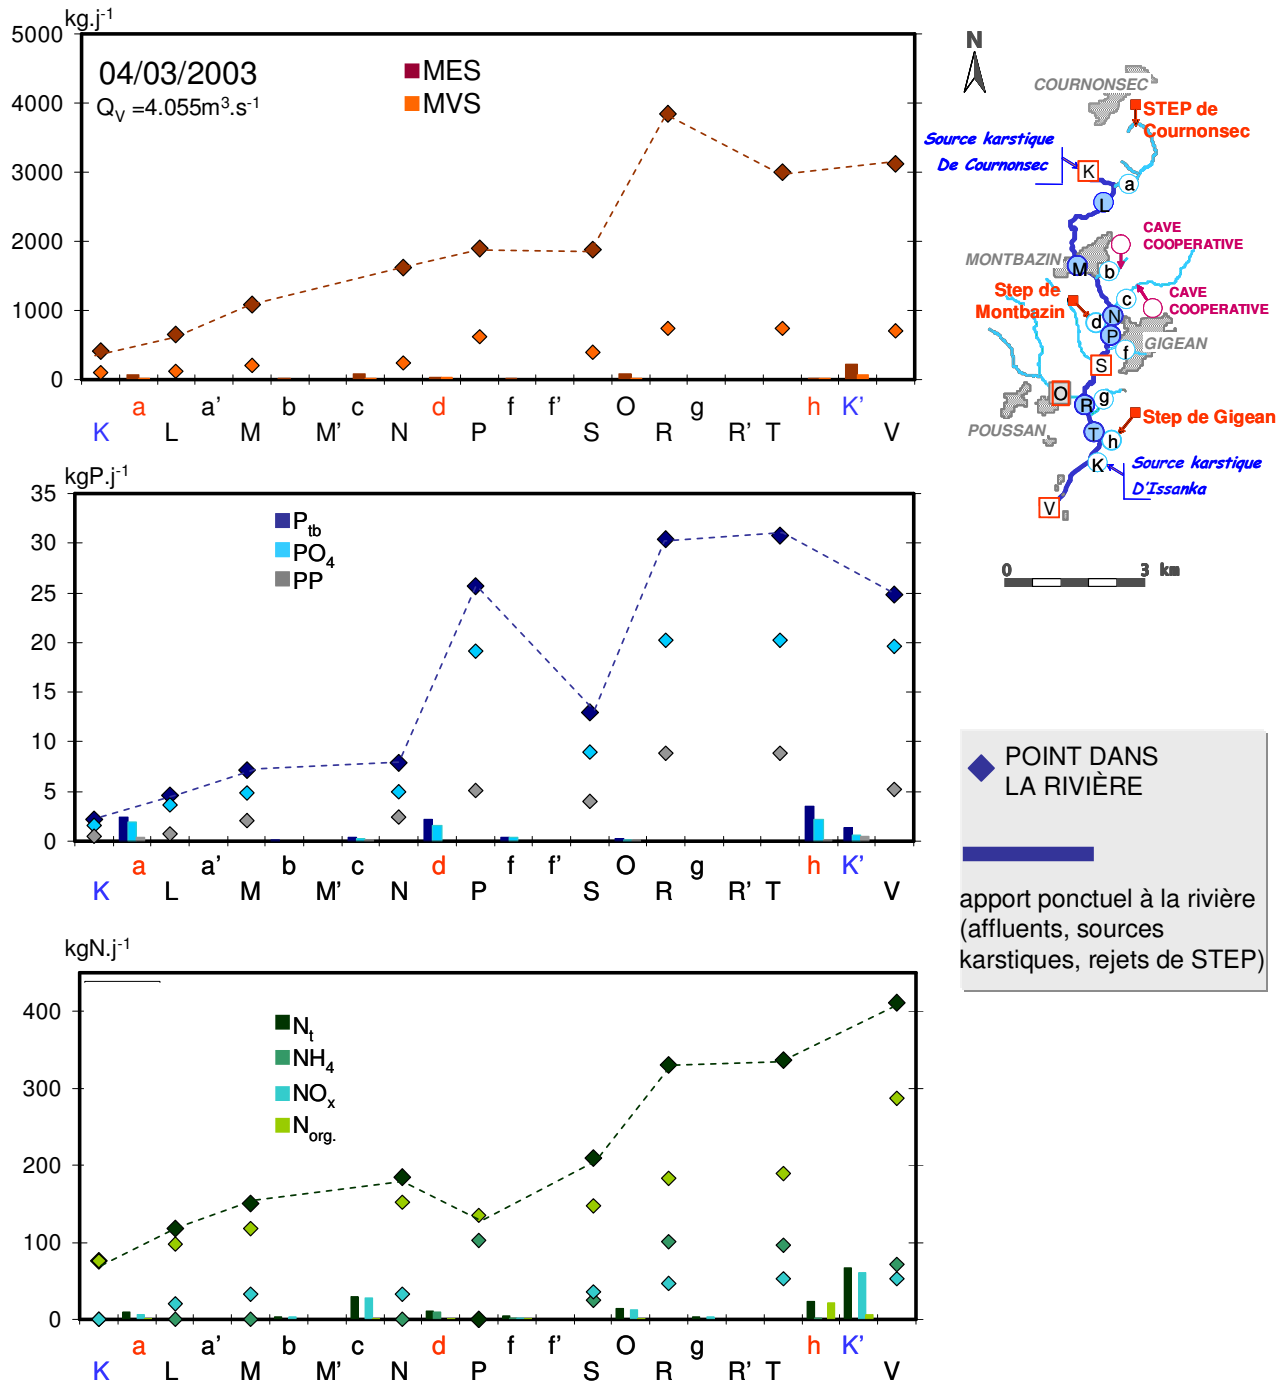 kg.j-1
5000
4000
3000
2000
1000
0
04/03/2003
QV =4.055m3.s-1
MES
MVS
a a' b c d f f' O g h K'
K L M M' N P S R R' T V
kgP.j-1
35
30
25
20
15
10
5
0
Ptb
PO4
PP
a a' b c d f f' O g h K'
K L M M' N P S R R' T V
kgN.j-1
400
300
200
100
0
Nt
NH4
NOx
Norg.
a a' b c d f f' O g h K'
K L M M' N P S R R' T V
N
COURNONSEC
STEP de
Cournonsec
Source karstique
De Cournonsec
K
a
L
CAVE
COOPERATIVE
MONTBAZIN
M
b
Step de
Montbazin
c
CAVE
COOPERATIVE
d
N
P
GIGEAN
f
S
O
R
g
POUSSAN
Step de Gigean
T
h
K
Source karstique
D'Issanka
V
0 3 km
POINT DANS
LA RIVIÈRE
apport ponctuel à la rivière
(affluents, sources
karstiques, rejets de STEP)